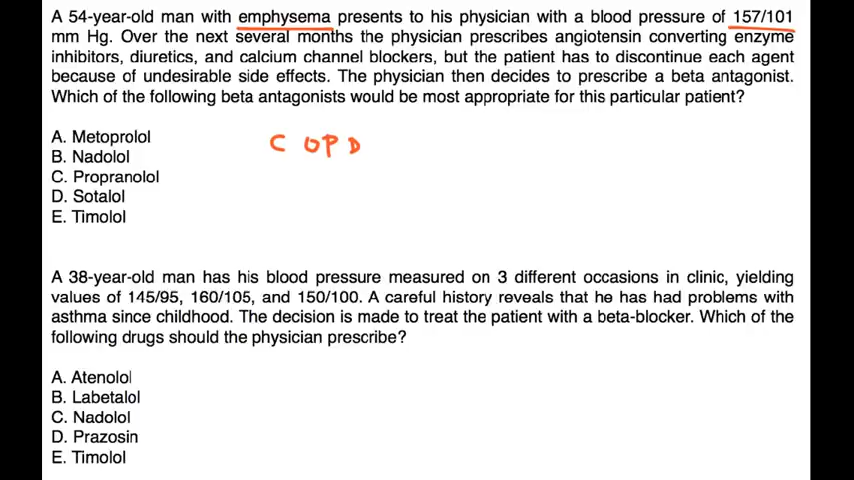 A 54-year-old man with emphysema presents to his physician with a blood pressure of 157/101
mm Hg. Over the next several months the physician prescribes angiotensin converting enzyme
inhibitors, diuretics, and calcium channel blockers, but the patient has to discontinue each agent
because of undesirable side effects. The physician then decides to prescribe a beta antagonist.
Which of the following beta antagonists would be most appropriate for this particular patient?
A. Metoprolol
COPD
B. Nadolol
C. Propranolol
D. Sotalol
E. Timolol
A 38-year-old man has his blood pressure measured on 3 different occasions in clinic, yielding
values of 145/95, 160/105, and 150/100. A careful history reveals that he has had problems with
asthma since childhood. The decision is made to treat the patient with a beta-blocker. Which of the
following drugs should the physician prescribe?
A. Atenolol
B. Labetalol
C. Nadolol
D. Prazosin
E. Timolol